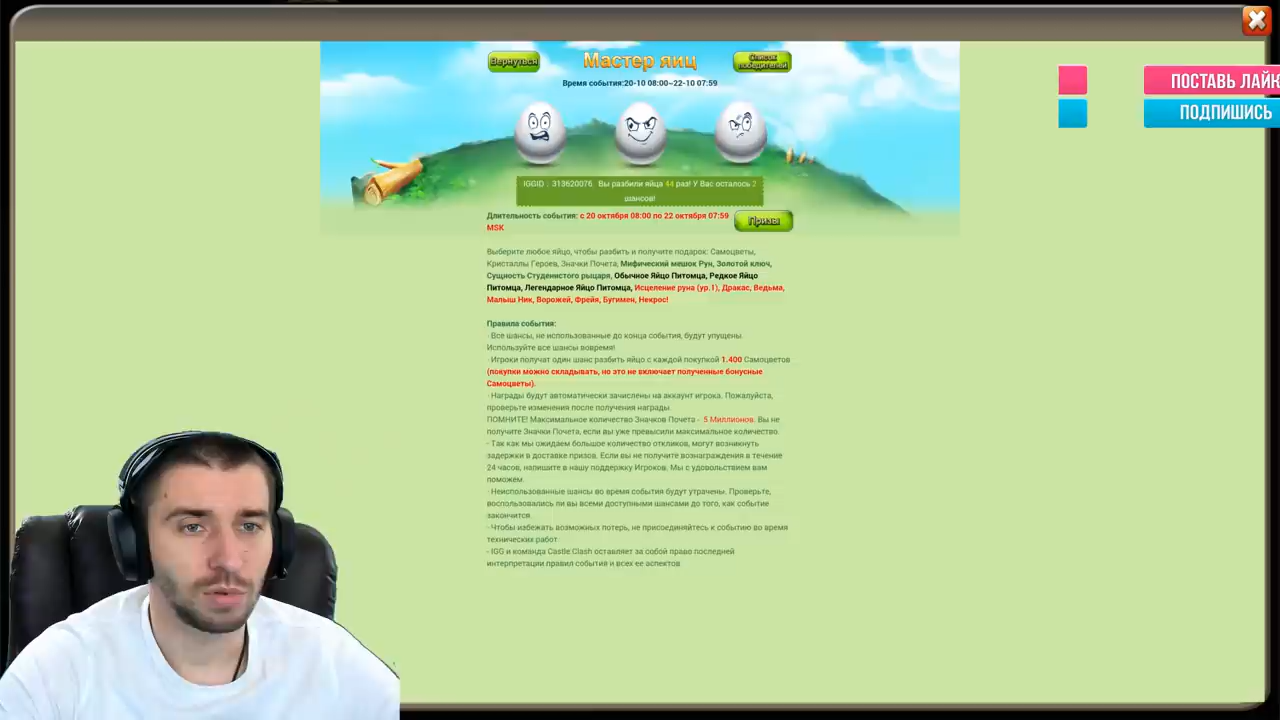 Вернуться
Мастер яиц
Список
победителей
Время события:20-10 08:00~22-10 07:59
ПОСТАВЬ ЛАЙК
ПОДПИШИСЬ
IGGID : 313620076. Вы разбили яйца 44 раз! У Вас осталось 2
шансов!
Длительность события: с 20 октября 08:00 по 22 октября 07:59
MSK
Призы
Выберите любое яйцо, чтобы разбить и получите подарок: Самоцветы,
Кристаллы Героев, Значки Почета, Мифический мешок Рун, Золотой ключ,
Сущность Студенистого рыцаря, Обычное Яйцо Питомца, Редкое Яйцо
Питомца, Легендарное Яйцо Питомца, Исцеление руна (ур.1), Дракас, Ведьма,
Малыш Ник, Ворожей, Фрейя, Бугимен, Некрос!
Правила события:
· Все шансы, не использованные до конца события, будут упущены.
Используйте все шансы вовремя!
· Игроки получат один шанс разбить яйцо с каждой покупкой 1.400 Самоцветов
(покупки можно складывать, но это не включает полученные бонусные
Самоцветы).
· Награды будут автоматически зачислены на аккаунт игрока. Пожалуйста,
проверьте изменения после получения награды.
ПОМНИТЕ! Максимальное количество Значков Почета - 5 Миллионов. Вы не
получите Значки Почета, если вы уже превысили максимальное количество.
- Так как мы ожидаем большое количество откликов, могут возникнуть
задержки в доставке призов. Если вы не получите вознаграждения в течение
24 часов, напишите в нашу поддержку Игроков. Мы с удовольствием вам
поможем.
· Неиспользованные шансы во время события будут утрачены. Проверьте,
воспользовались ли вы всеми доступными шансами до того, как событие
закончится.
· Чтобы избежать возможных потерь, не присоединяйтесь к событию во время
технических работ.
- IGG и команда Castle Clash оставляет за собой право последней
интерпретации правил события и всех ее аспектов.